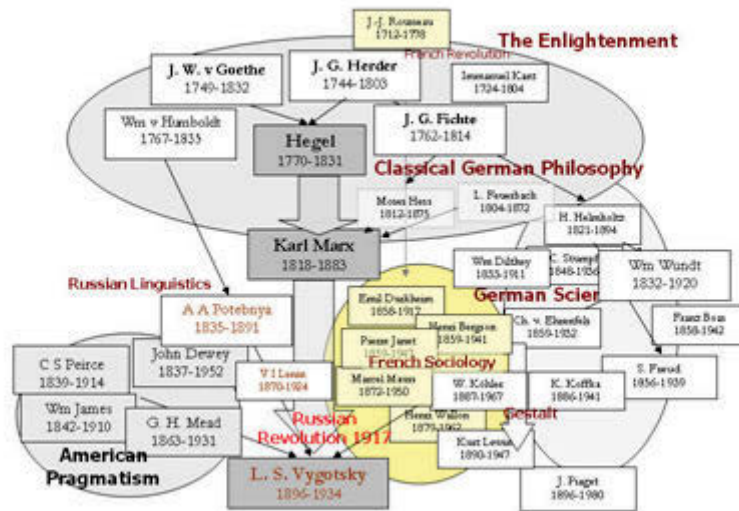 J.-J. Rousseau
1712-1778
The Enlightenment
French Revolution
J. W. v Goethe
1749-1832
J. G. Herder
1744-1803
Immanuel Kant
1724-1804
Wm v Humboldt
1767-1835
J. G. Fichte
1762-1814
Hegel
1770-1831
Classical German Philosophy
Moses Hess
1812-1875
L. Feuerbach
1804-1872
H. Helmholtz
1821-1894
Karl Marx
1818-1883
Wm Dilthey
1833-1911
C. Stumpf
1848-1936
Wm Wundt
1832-1920
Russian Linguistics
German Scien
A A Potebnya
1835-1891
Emil Durkheim
1858-1917
Henri Bergson
1859-1941
Ch. v. Ehrenfels
1859-1932
Franz Boas
1858-1942
Pierre Janet
French Sociology
C S Peirce
1839-1914
John Dewey
1837-1952
V I Lenin
1870-1924
Marcel Mauss
1872-1950
W. Köhler
1887-1967
K. Koffka
1886-1941
1856-1939
Wm James
1842-1910
G. H. Mead
1863-1931
Russian
Revolution 1917
Henri Wallon
1879-1962
Gestalt
Kurt Lewin
1890-1947
American
Pragmatism
L. S. Vygotsky
1896-1934
J. Piaget
1896-1980